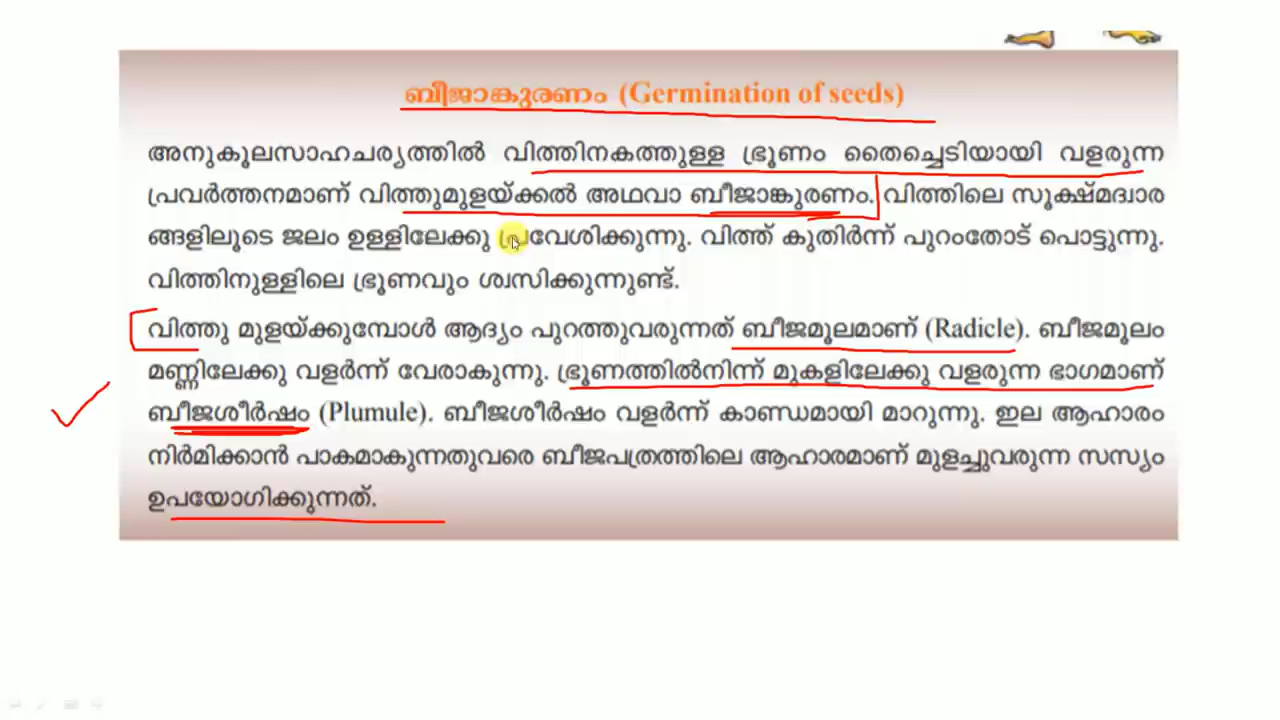 ബീജാങ്കുരണം (Germination of seeds)
അനുകൂലസാഹചര്യത്തിൽ വിത്തിനകത്തുള്ള ഭ്രൂണം തൈച്ചെടിയായി വളരുന്ന
പ്രവർത്തനമാണ് വിത്തുമുളയ്ക്കൽ അഥവാ ബീജാങ്കുരണം. വിത്തിലെ സൂക്ഷ്മദ്വാര
ങ്ങളിലൂടെ ജലം ഉള്ളിലേക്കു പ്രവേശിക്കുന്നു. വിത്ത് കുതിർന്ന് പുറംതോട് പൊട്ടുന്നു.
വിത്തിനുള്ളിലെ ഭ്രൂണവും ശ്വസിക്കുന്നുണ്ട്.
വിത്തു മുളയ്ക്കുമ്പോൾ ആദ്യം പുറത്തുവരുന്നത് ബീജമൂലമാണ് (Radicle). ബീജമൂലം
മണ്ണിലേക്കു വളർന്ന് വേരാകുന്നു. ഭ്രൂണത്തിൽനിന്ന് മുകളിലേക്കു വളരുന്ന ഭാഗമാണ്
ബീജശീർഷം (Plumule). ബീജശീർഷം വളർന്ന് കാണ്ഡമായി മാറുന്നു. ഇല ആഹാരം
നിർമിക്കാൻ പാകമാകുന്നതുവരെ ബീജപത്രത്തിലെ ആഹാരമാണ് മുളച്ചുവരുന്ന സസ്യം
ഉപയോഗിക്കുന്നത്.